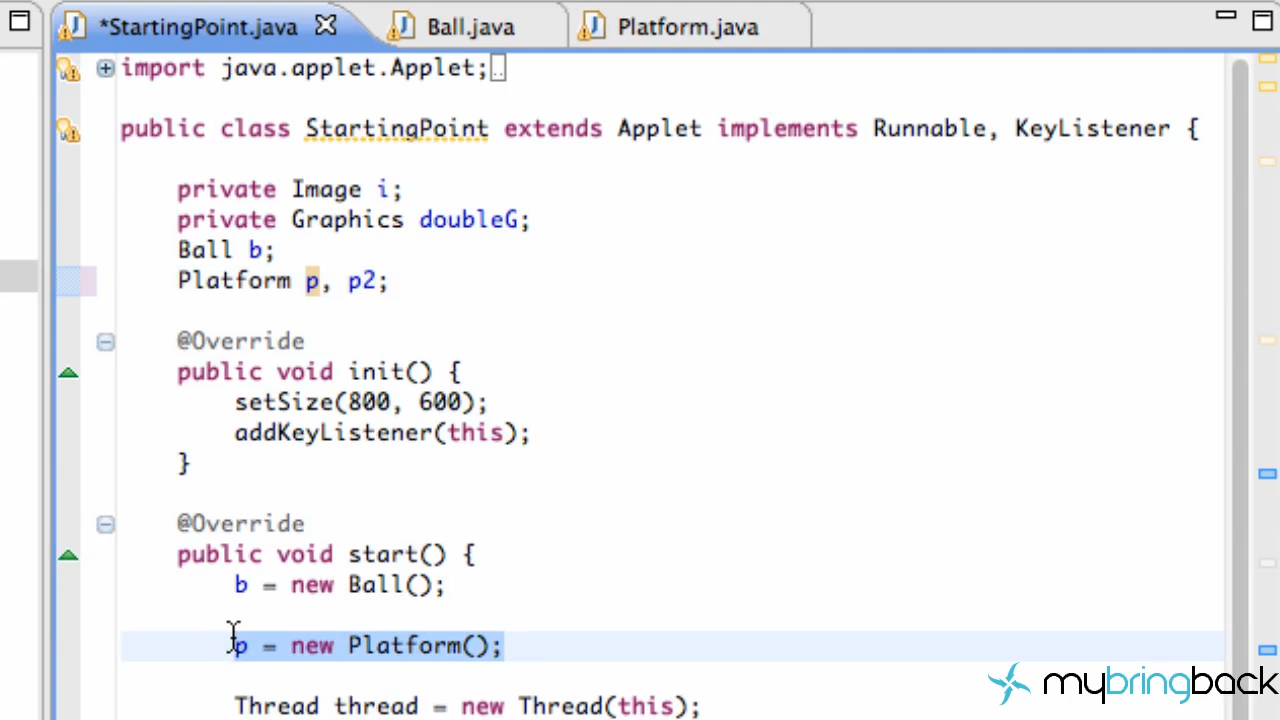 *StartingPoint.java
Ball.java
Platform.java
import java.applet.Applet;
public class StartingPoint extends Applet implements Runnable, KeyListener {
private Image i;
private Graphics doubleG;
Ball b;
Platform p, p2;
@Override
public void init() {
setSize(800, 600);
addKeyListener(this);
}
@Override
public void start() {
b = new Ball();
p = new Platform();
Thread thread = new Thread(this);
mybringback